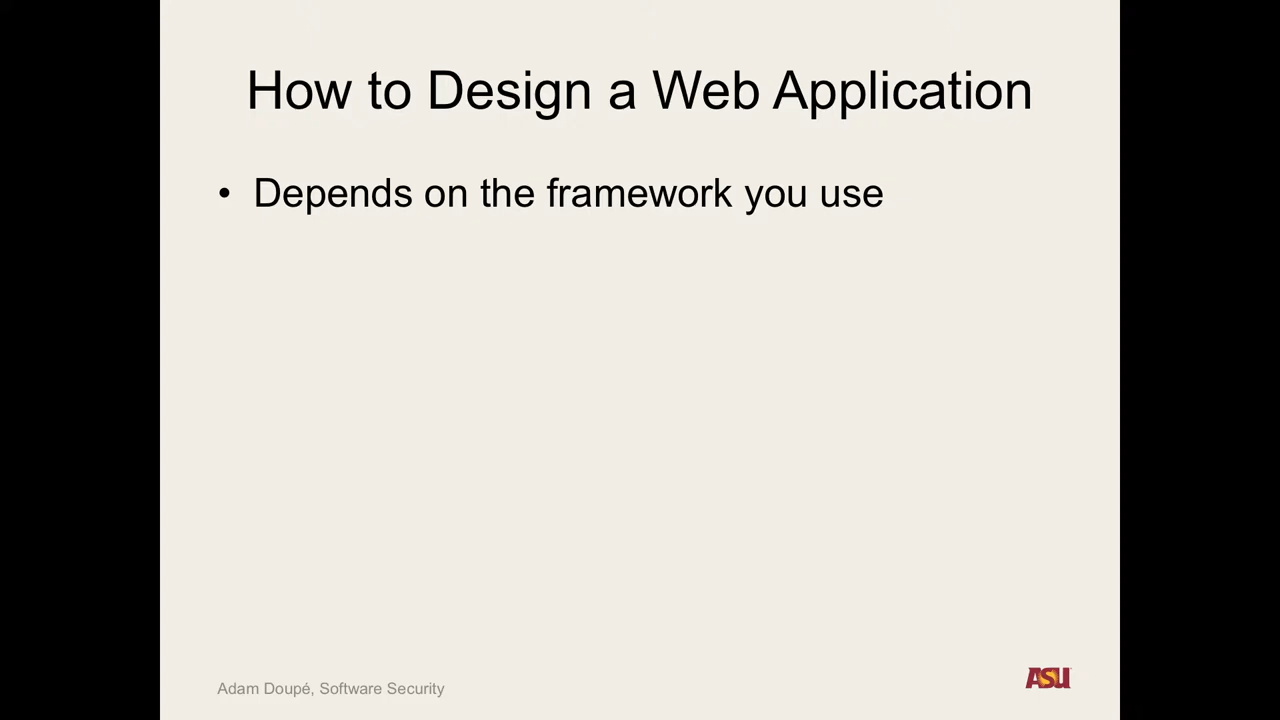 How to Design a Web Application
• Depends on the framework you use
Adam Doupé, Software Security
ASU